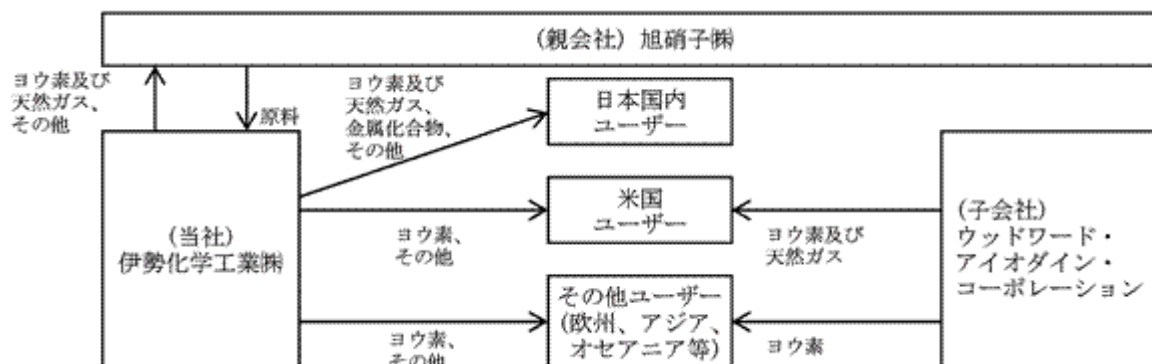 (親会社) 旭硝子㈱
ヨウ素及び
天然ガス、
その他
原料
ヨウ素及び
天然ガス、
金属化合物、
その他
日本国内
ユーザー
(当社)
伊勢化学工業㈱
ヨウ素、
その他
米国
ユーザー
ヨウ素及び
天然ガス
(子会社)
ウッドワード・
アイオダイン・
コーポレーション
ヨウ素、
その他
その他ユーザー
(欧州、アジア、
オセアニア等)
ヨウ素